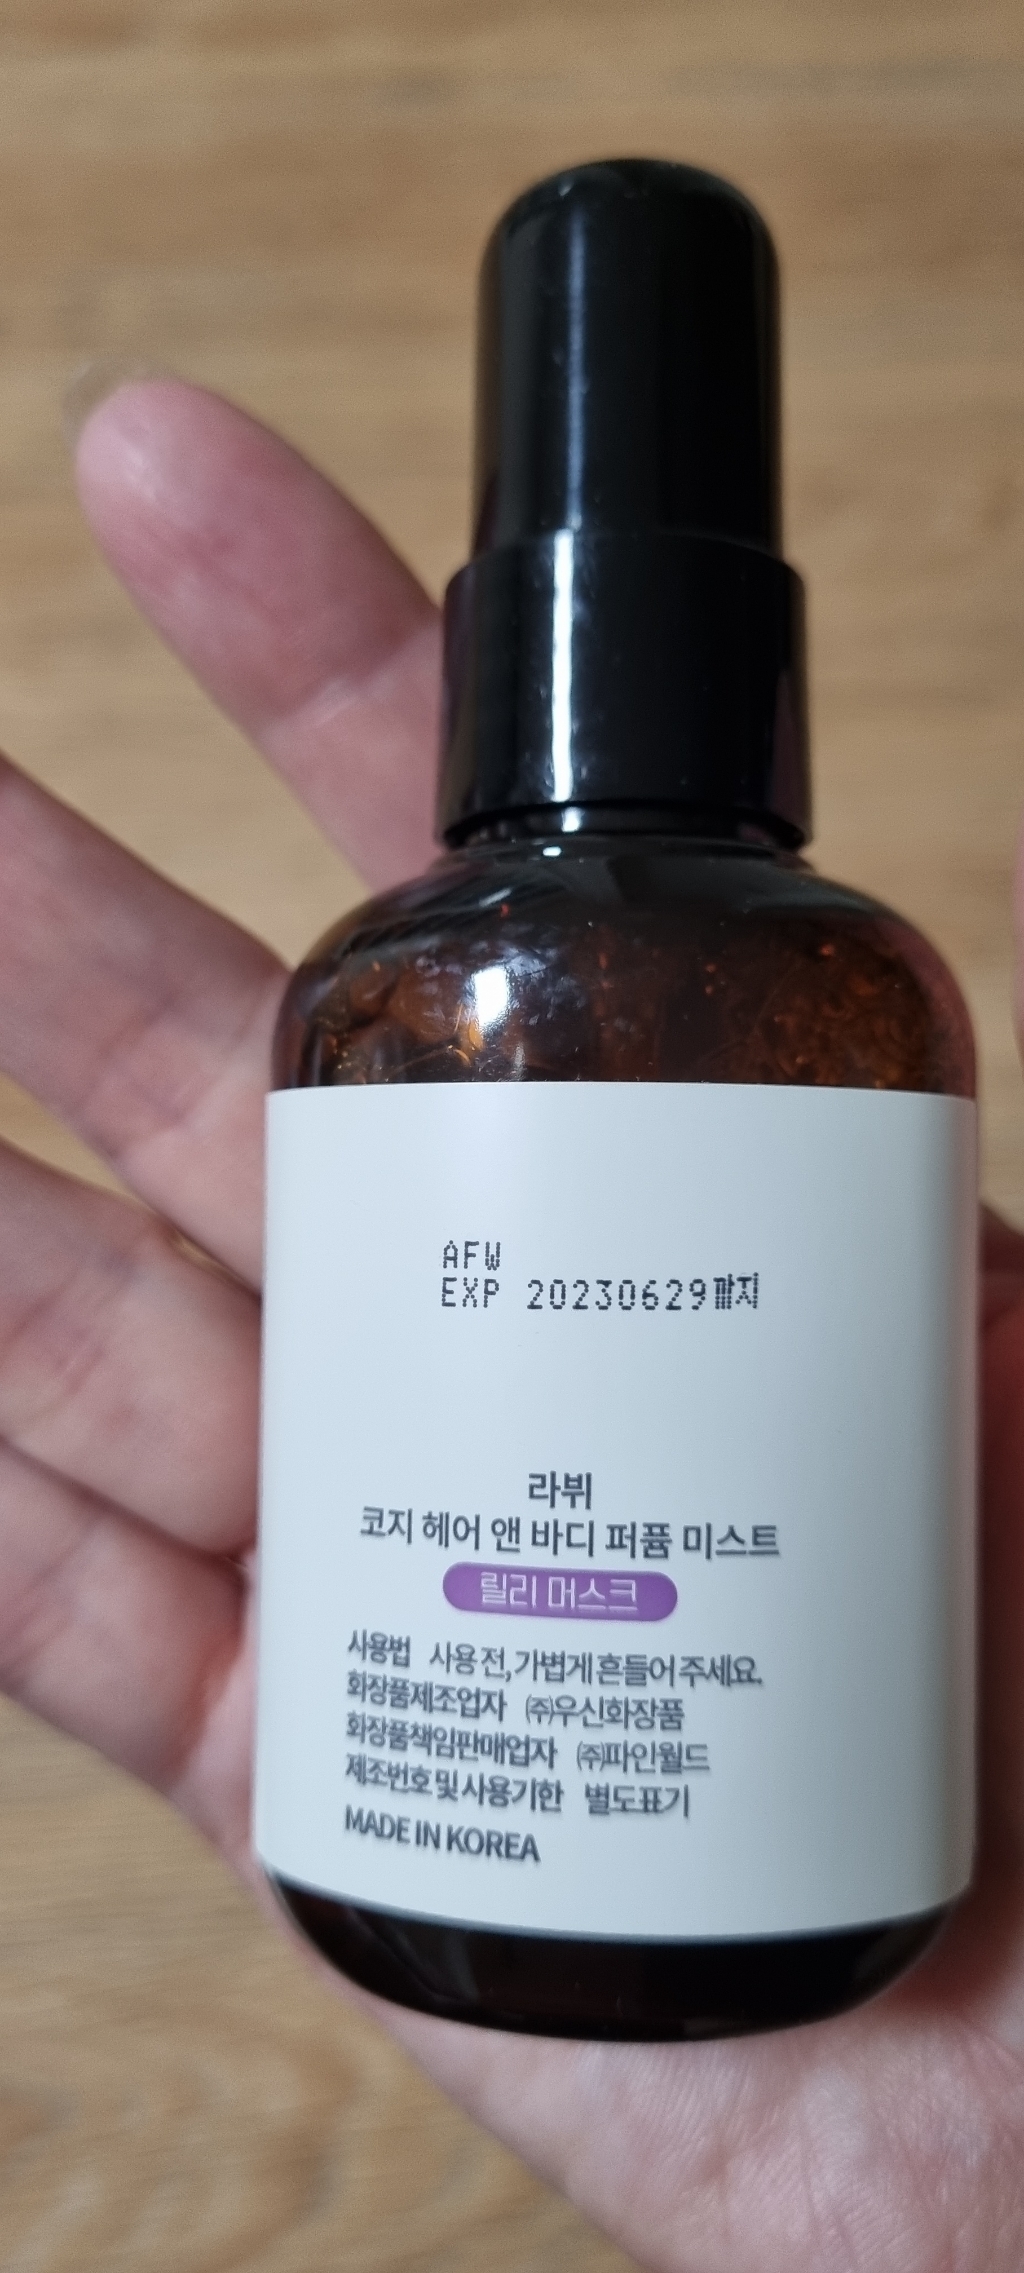 AFW
EXP 20230629까지
라뷔
코지 헤어 앤 바디 퍼퓸 미스트
릴리 머스크
사용법 사용 전, 가볍게 흔들어 주세요.
화장품제조업자 ㈜우신화장품
화장품책임판매업자 ㈜파인월드
제조번호 및 사용기한 별도표기
MADE IN KOREA